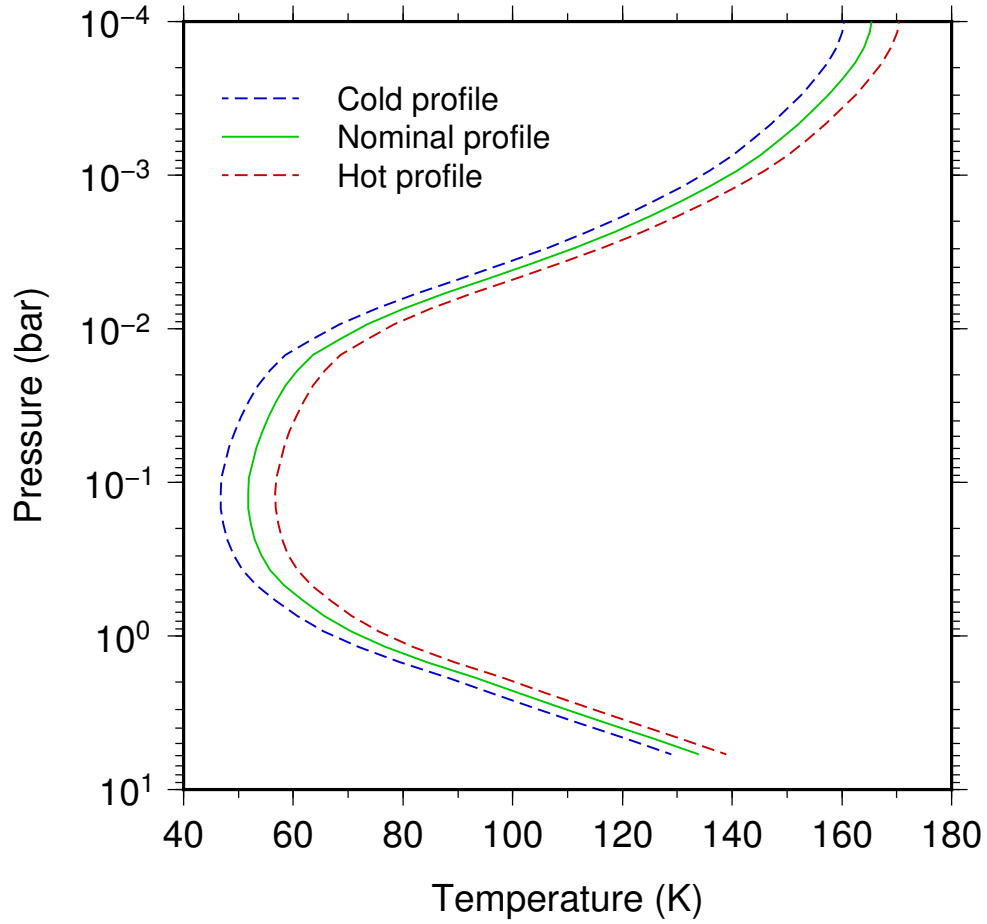 10⁻⁴
10⁻³
10⁻²
10⁻¹
10⁰
10¹
Pressure (bar)
Cold profile
Nominal profile
Hot profile
40 60 80 100 120 140 160 180
Temperature (K)